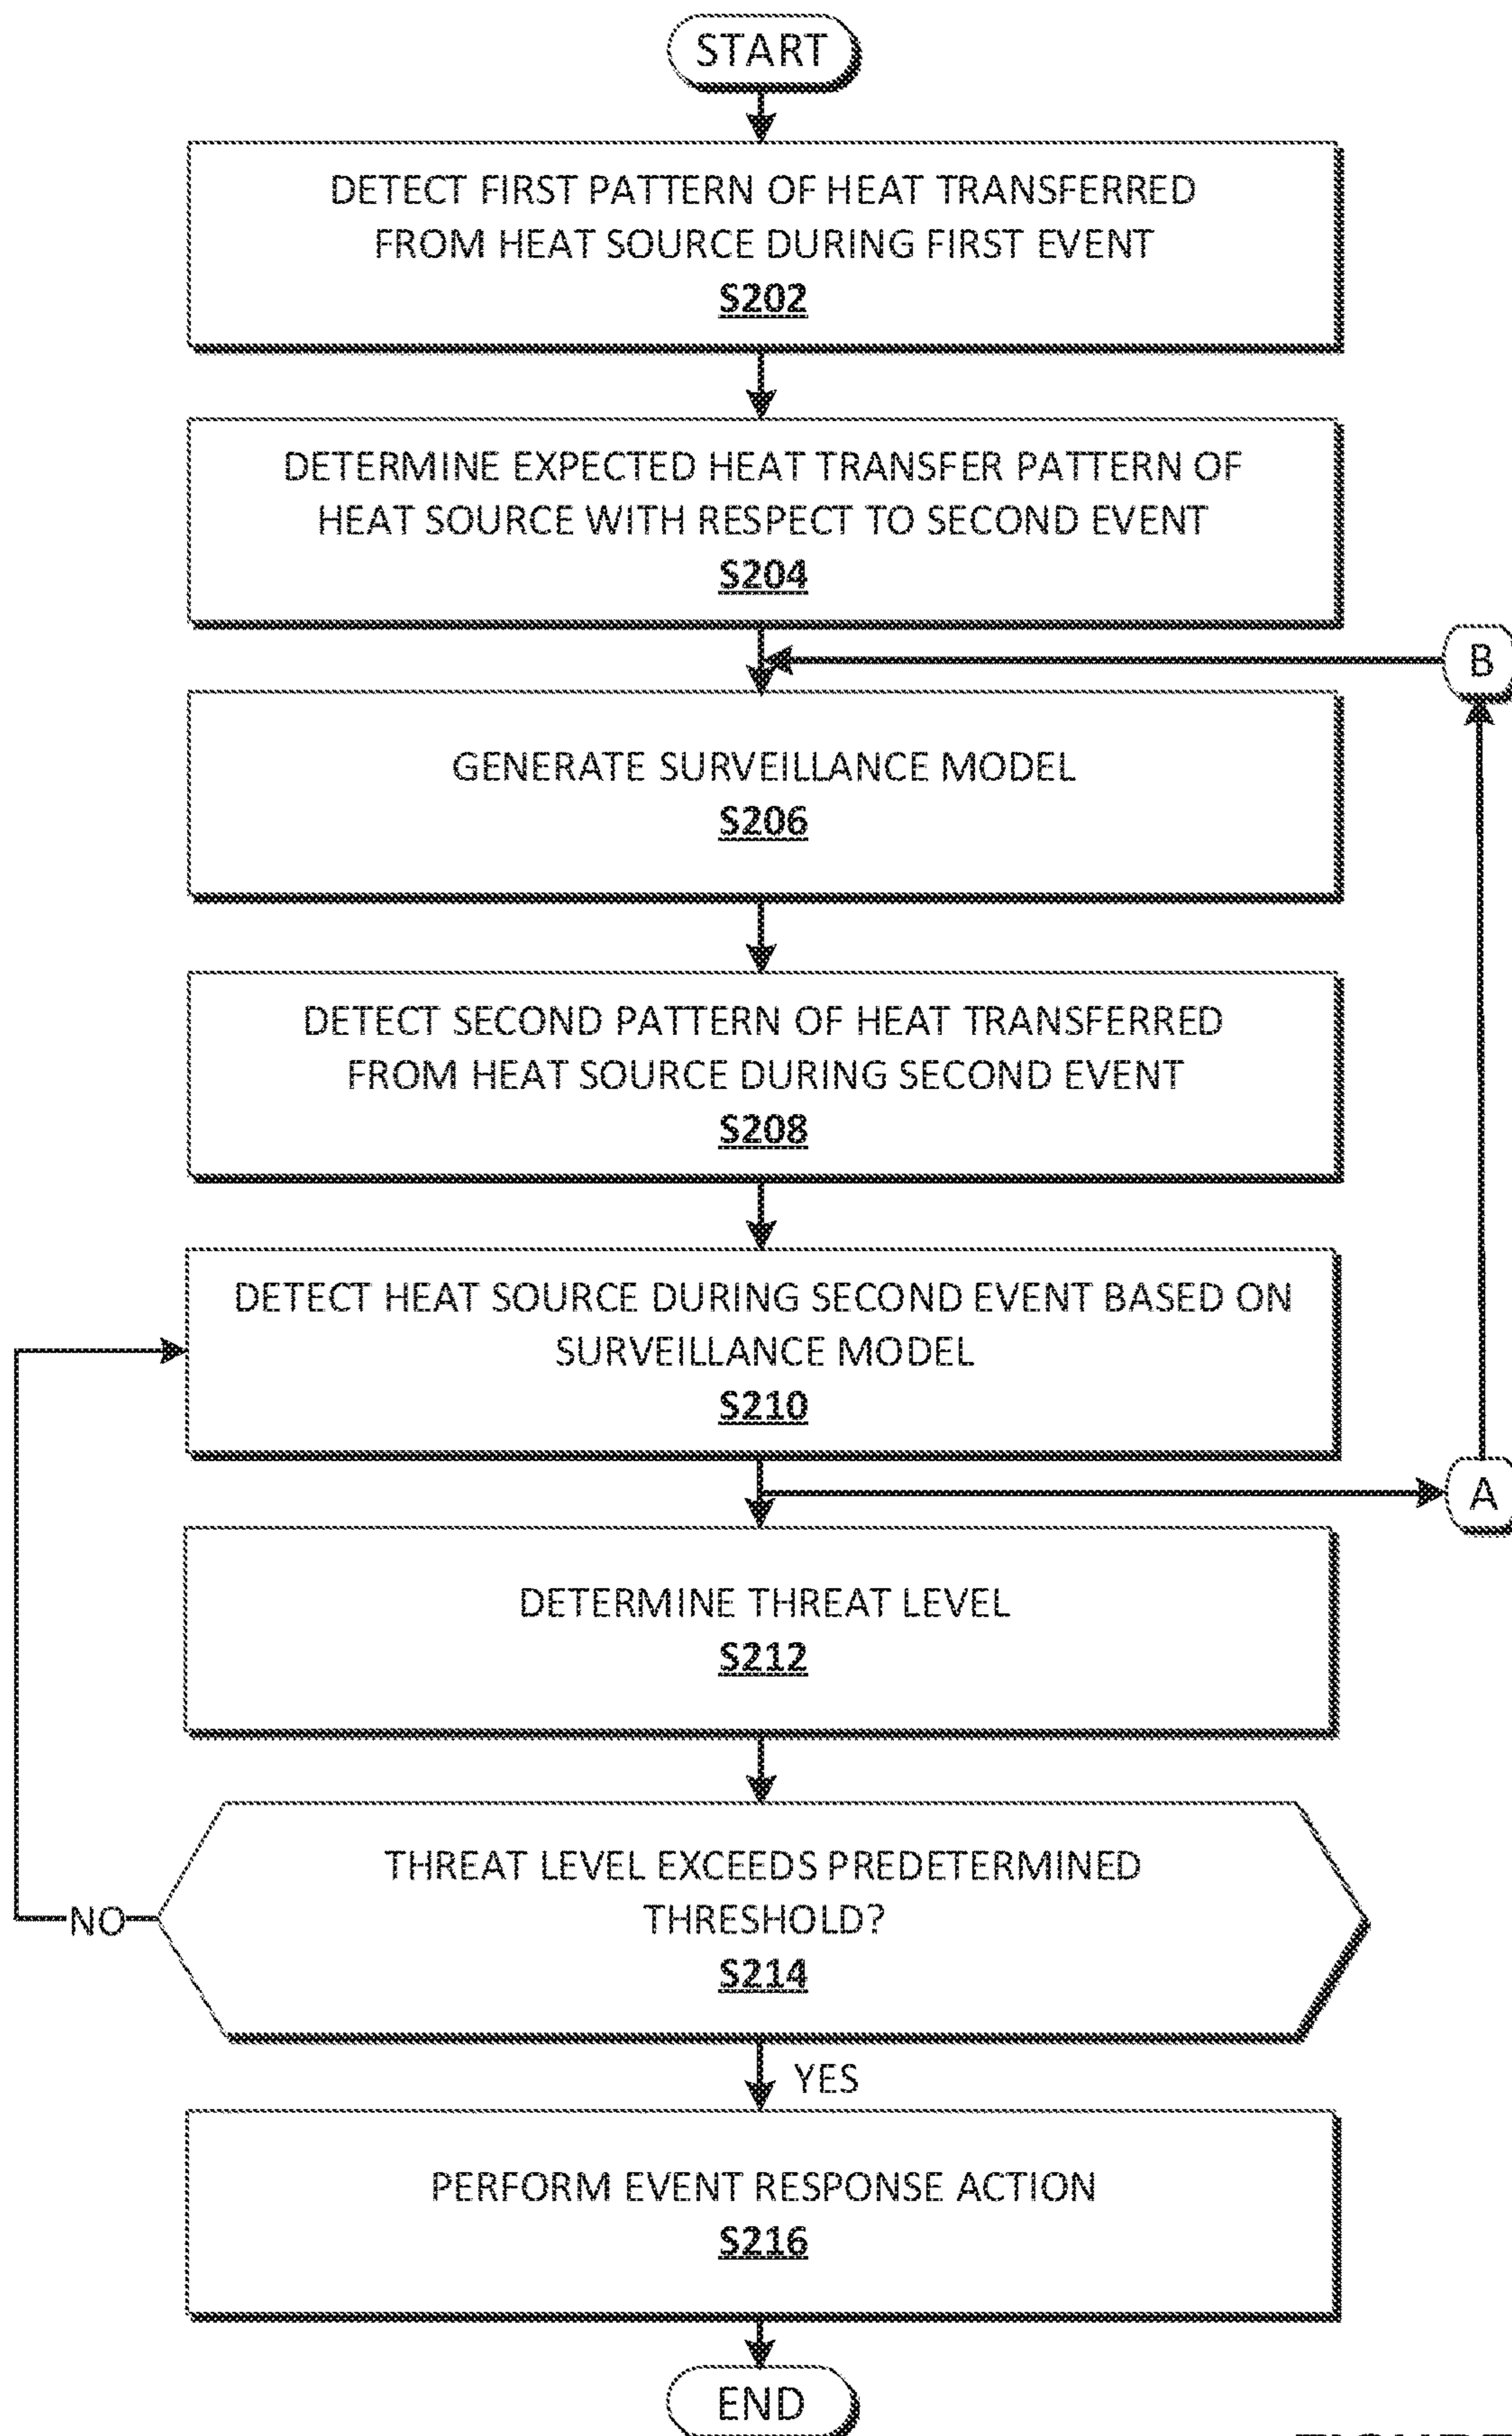 START
DETECT FIRST PATTERN OF HEAT TRANSFERRED
FROM HEAT SOURCE DURING FIRST EVENT
S202
DETERMINE EXPECTED HEAT TRANSFER PATTERN OF
HEAT SOURCE WITH RESPECT TO SECOND EVENT
S204
B
GENERATE SURVEILLANCE MODEL
S206
DETECT SECOND PATTERN OF HEAT TRANSFERRED
FROM HEAT SOURCE DURING SECOND EVENT
S208
DETECT HEAT SOURCE DURING SECOND EVENT BASED ON
SURVEILLANCE MODEL
S210
A
DETERMINE THREAT LEVEL
S212
THREAT LEVEL EXCEEDS PREDETERMINED
THRESHOLD?
S214
NO
YES
PERFORM EVENT RESPONSE ACTION
S216
END